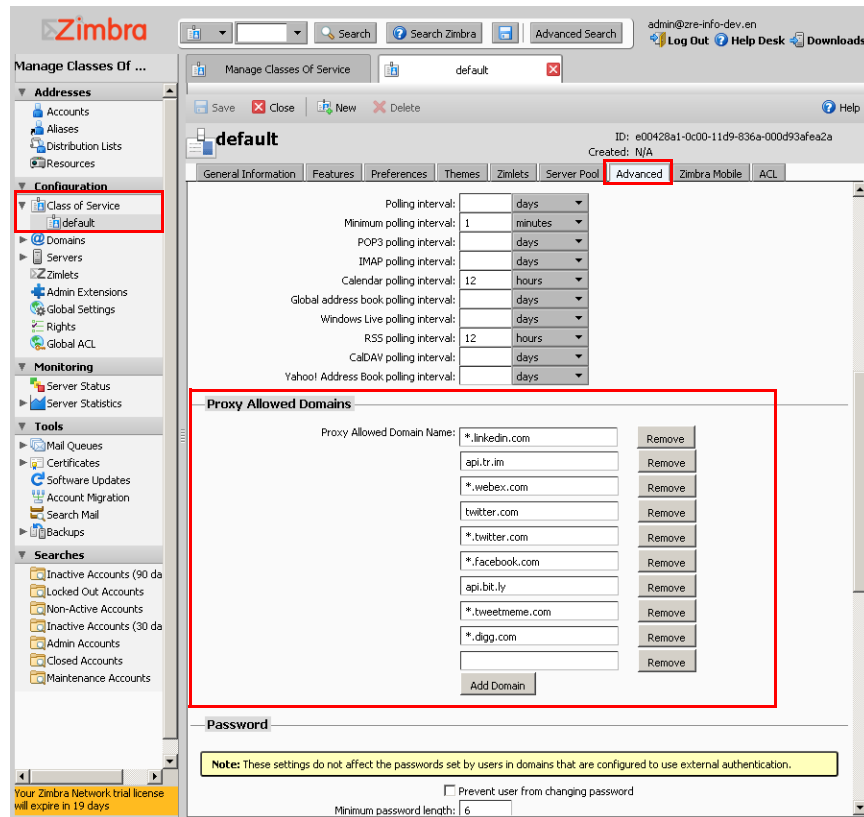 Zimbra
Search
Search Zimbra
Advanced Search
admin@zre-info-dev.en
Log Out Help Desk Downloads
Manage Classes Of ...
Manage Classes Of Service
default
Addresses
Accounts
Aliases
Distribution Lists
Resources
Configuration
Class of Service
default
Domains
Servers
Zimlets
Admin Extensions
Global Settings
Rights
Global ACL
Monitoring
Server Status
Server Statistics
Tools
Mail Queues
Certificates
Software Updates
Account Migration
Search Mail
Backups
Searches
Inactive Accounts (90 da
Locked Out Accounts
Non-Active Accounts
Inactive Accounts (30 da
Admin Accounts
Closed Accounts
Maintenance Accounts
Your Zimbra Network trial license
will expire in 19 days
Save Close New Delete
Help
default
ID: e00428a1-0c00-11d9-836a-000d93afea2a
Created: N/A
General Information Features Preferences Themes Zimlets Server Pool Advanced Zimbra Mobile ACL
Polling interval: days
Minimum polling interval: 1 minutes
POP3 polling interval: days
IMAP polling interval: days
Calendar polling interval: 12 hours
Global address book polling interval: days
Windows Live polling interval: days
RSS polling interval: 12 hours
CalDAV polling interval: days
Yahoo! Address Book polling interval: days
Proxy Allowed Domains
Proxy Allowed Domain Name: *.linkedin.com Remove
api.tr.im Remove
*.webex.com Remove
twitter.com Remove
*.twitter.com Remove
*.facebook.com Remove
api.bit.ly Remove
*.tweetmeme.com Remove
*.digg.com Remove
Remove
Add Domain
Password
Note: These settings do not affect the passwords set by users in domains that are configured to use external authentication.
Prevent user from changing password
Minimum password length: 6